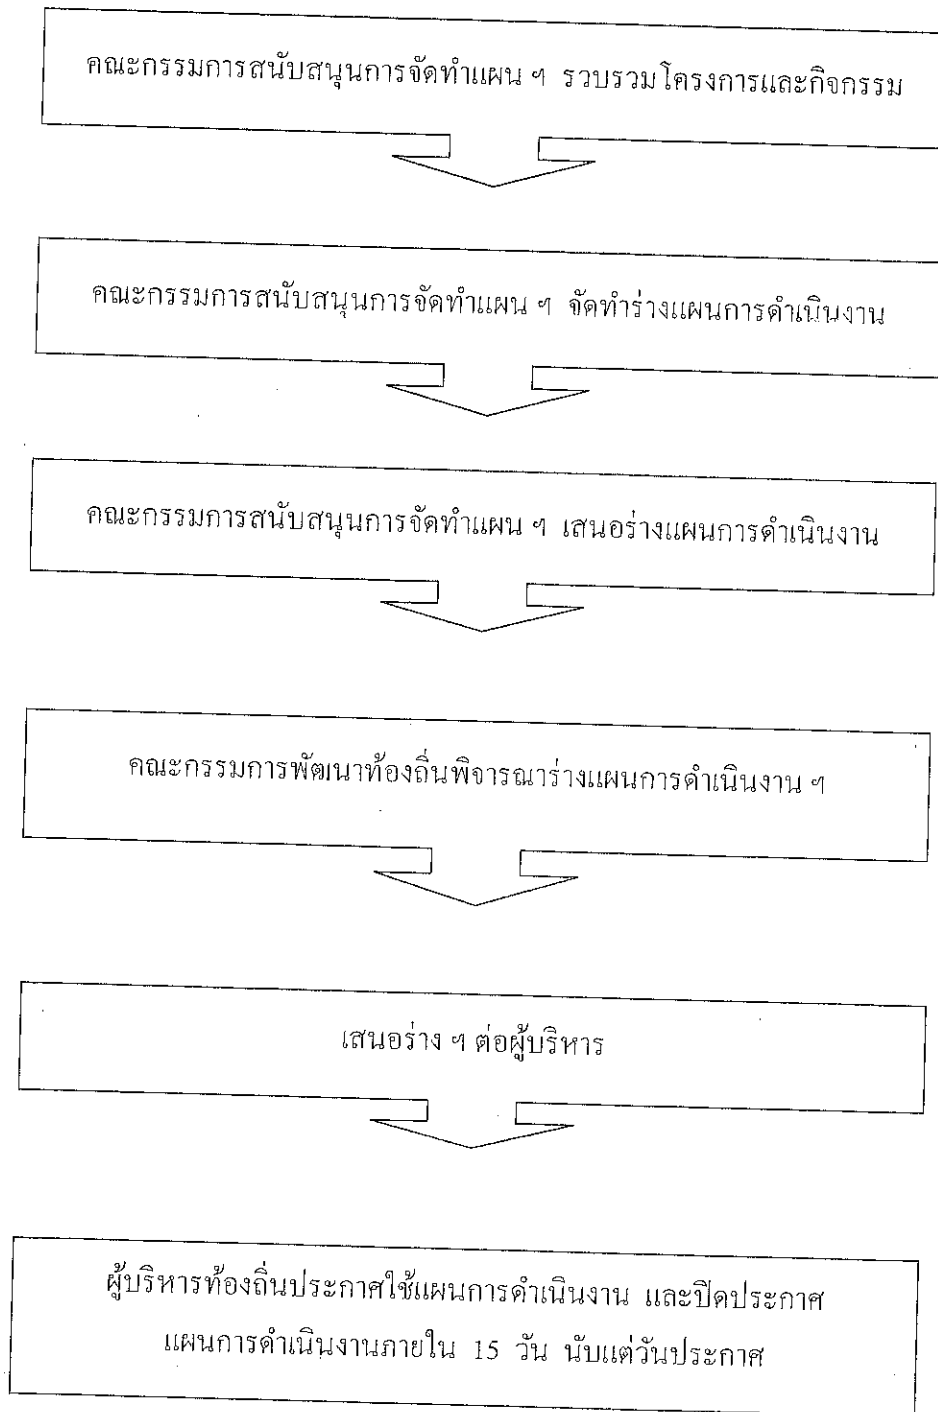 คณะกรรมการสนับสนุนการจัดทำแผน ฯ รวบรวมโครงการและกิจกรรม
คณะกรรมการสนับสนุนการจัดทำแผน ฯ จัดทำร่างแผนการดำเนินงาน
คณะกรรมการสนับสนุนการจัดทำแผน ฯ เสนอร่างแผนการดำเนินงาน
คณะกรรมการพัฒนาท้องถิ่นพิจารณาร่างแผนการดำเนินงาน ฯ
เสนอร่าง ฯ ต่อผู้บริหาร
ผู้บริหารท้องถิ่นประกาศใช้แผนการดำเนินงาน และปิดประกาศ
แผนการดำเนินงานภายใน 15 วัน นับแต่วันประกาศ